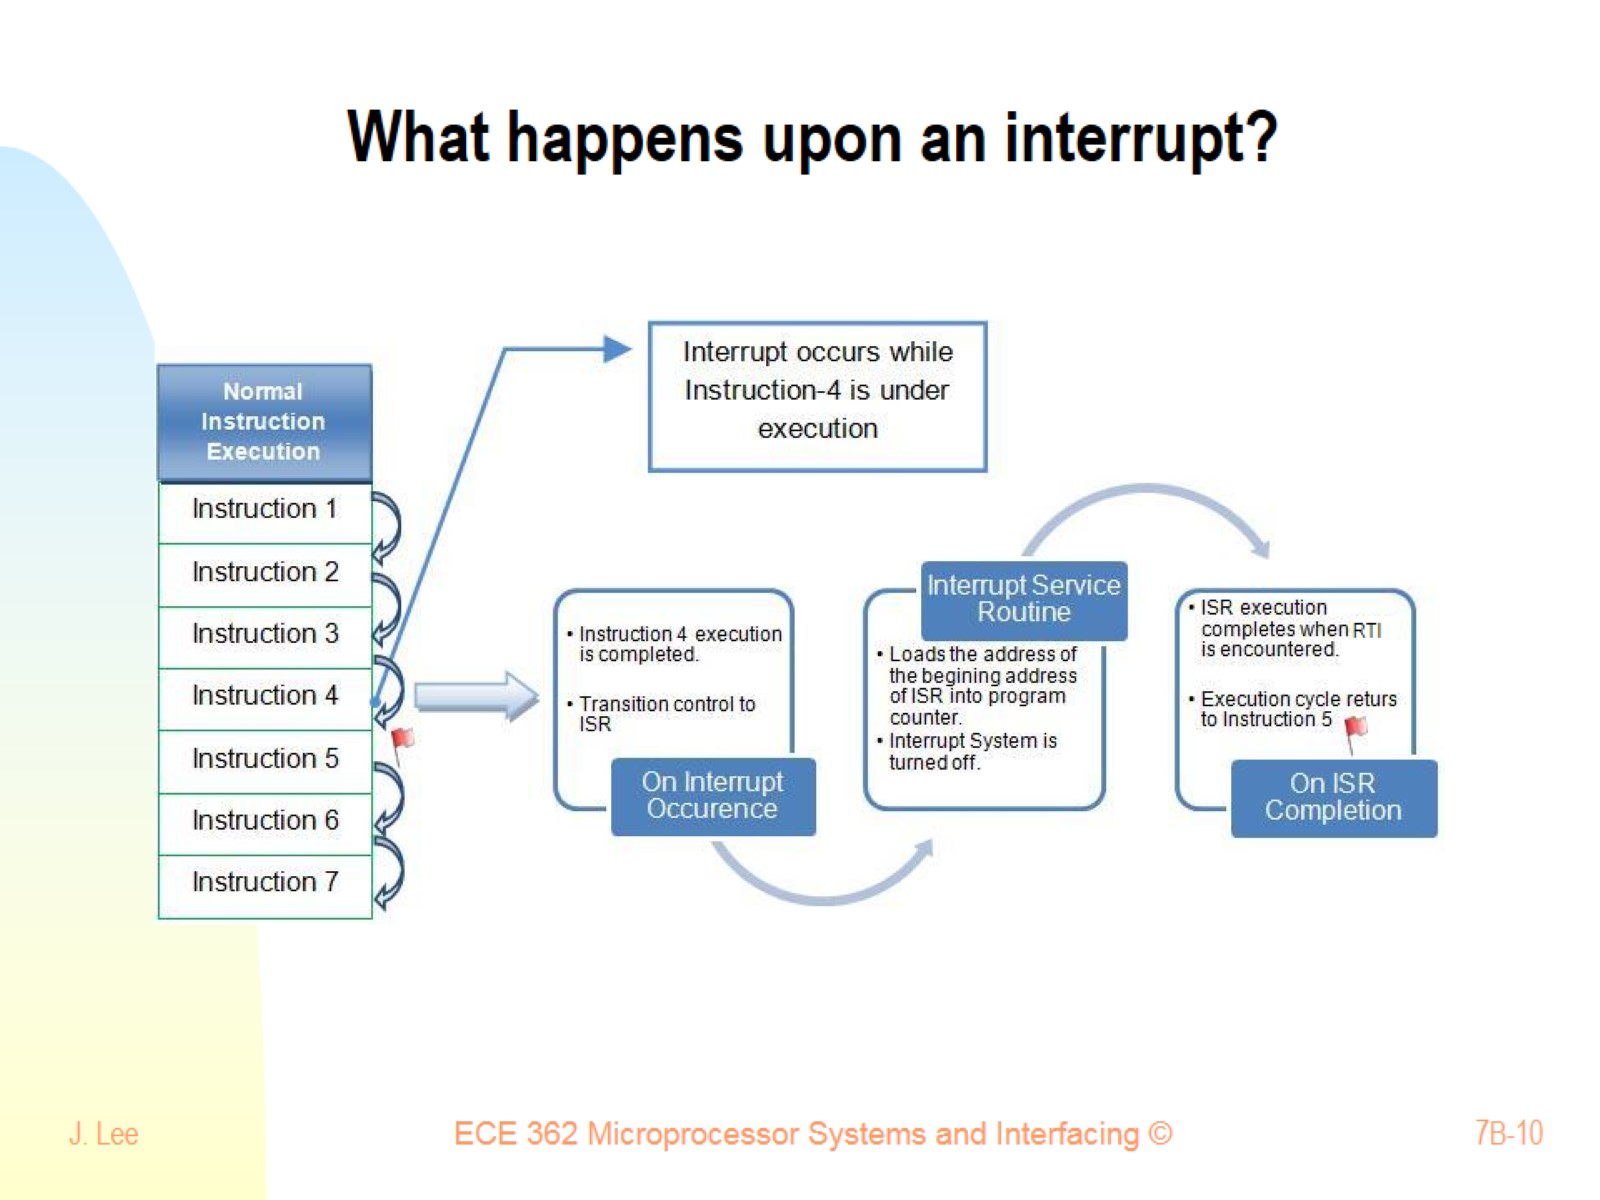 What happens upon an interrupt?
Interrupt occurs while
Instruction-4 is under
execution
Normal
Instruction
Execution
Instruction 1
Instruction 2
Instruction 3
Instruction 4
Instruction 5
Instruction 6
Instruction 7
• Instruction 4 execution
is completed.
• Transition control to
ISR
On Interrupt
Occurence
Interrupt Service
Routine
• Loads the address of
the begining address
of ISR into program
counter.
• Interrupt System is
turned off.
• ISR execution
completes when RTI
is encountered.
• Execution cycle returs
to Instruction 5
On ISR
Completion
J. Lee
ECE 362 Microprocessor Systems and Interfacing ©
7B-10